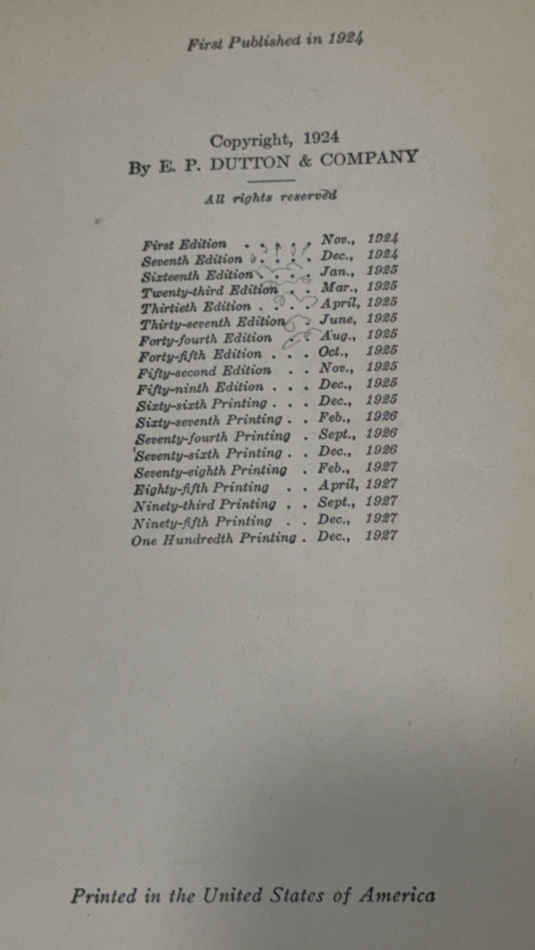 First Published in 1924
Copyright, 1924
By E. P. DUTTON & COMPANY
All rights reserved
First Edition . . . . . Nov., 1924
Seventh Edition . . . . Dec., 1924
Sixteenth Edition . . . . Jan., 1925
Twenty-third Edition . . . Mar., 1925
Thirtieth Edition . . . . April, 1925
Thirty-seventh Edition . . June, 1925
Forty-fourth Edition . . . Aug., 1925
Forty-fifth Edition . . . Oct., 1925
Fifty-second Edition . . Nov., 1925
Fifty-ninth Edition . . . Dec., 1925
Sixty-sixth Printing . . . Dec., 1925
Sixty-seventh Printing . . Feb., 1926
Seventy-fourth Printing . Sept., 1926
Seventy-sixth Printing . . Dec., 1926
Seventy-eighth Printing . Feb., 1927
Eighty-fifth Printing . . April, 1927
Ninety-third Printing . . Sept., 1927
Ninety-fifth Printing . . Dec., 1927
One Hundredth Printing . Dec., 1927
Printed in the United States of America